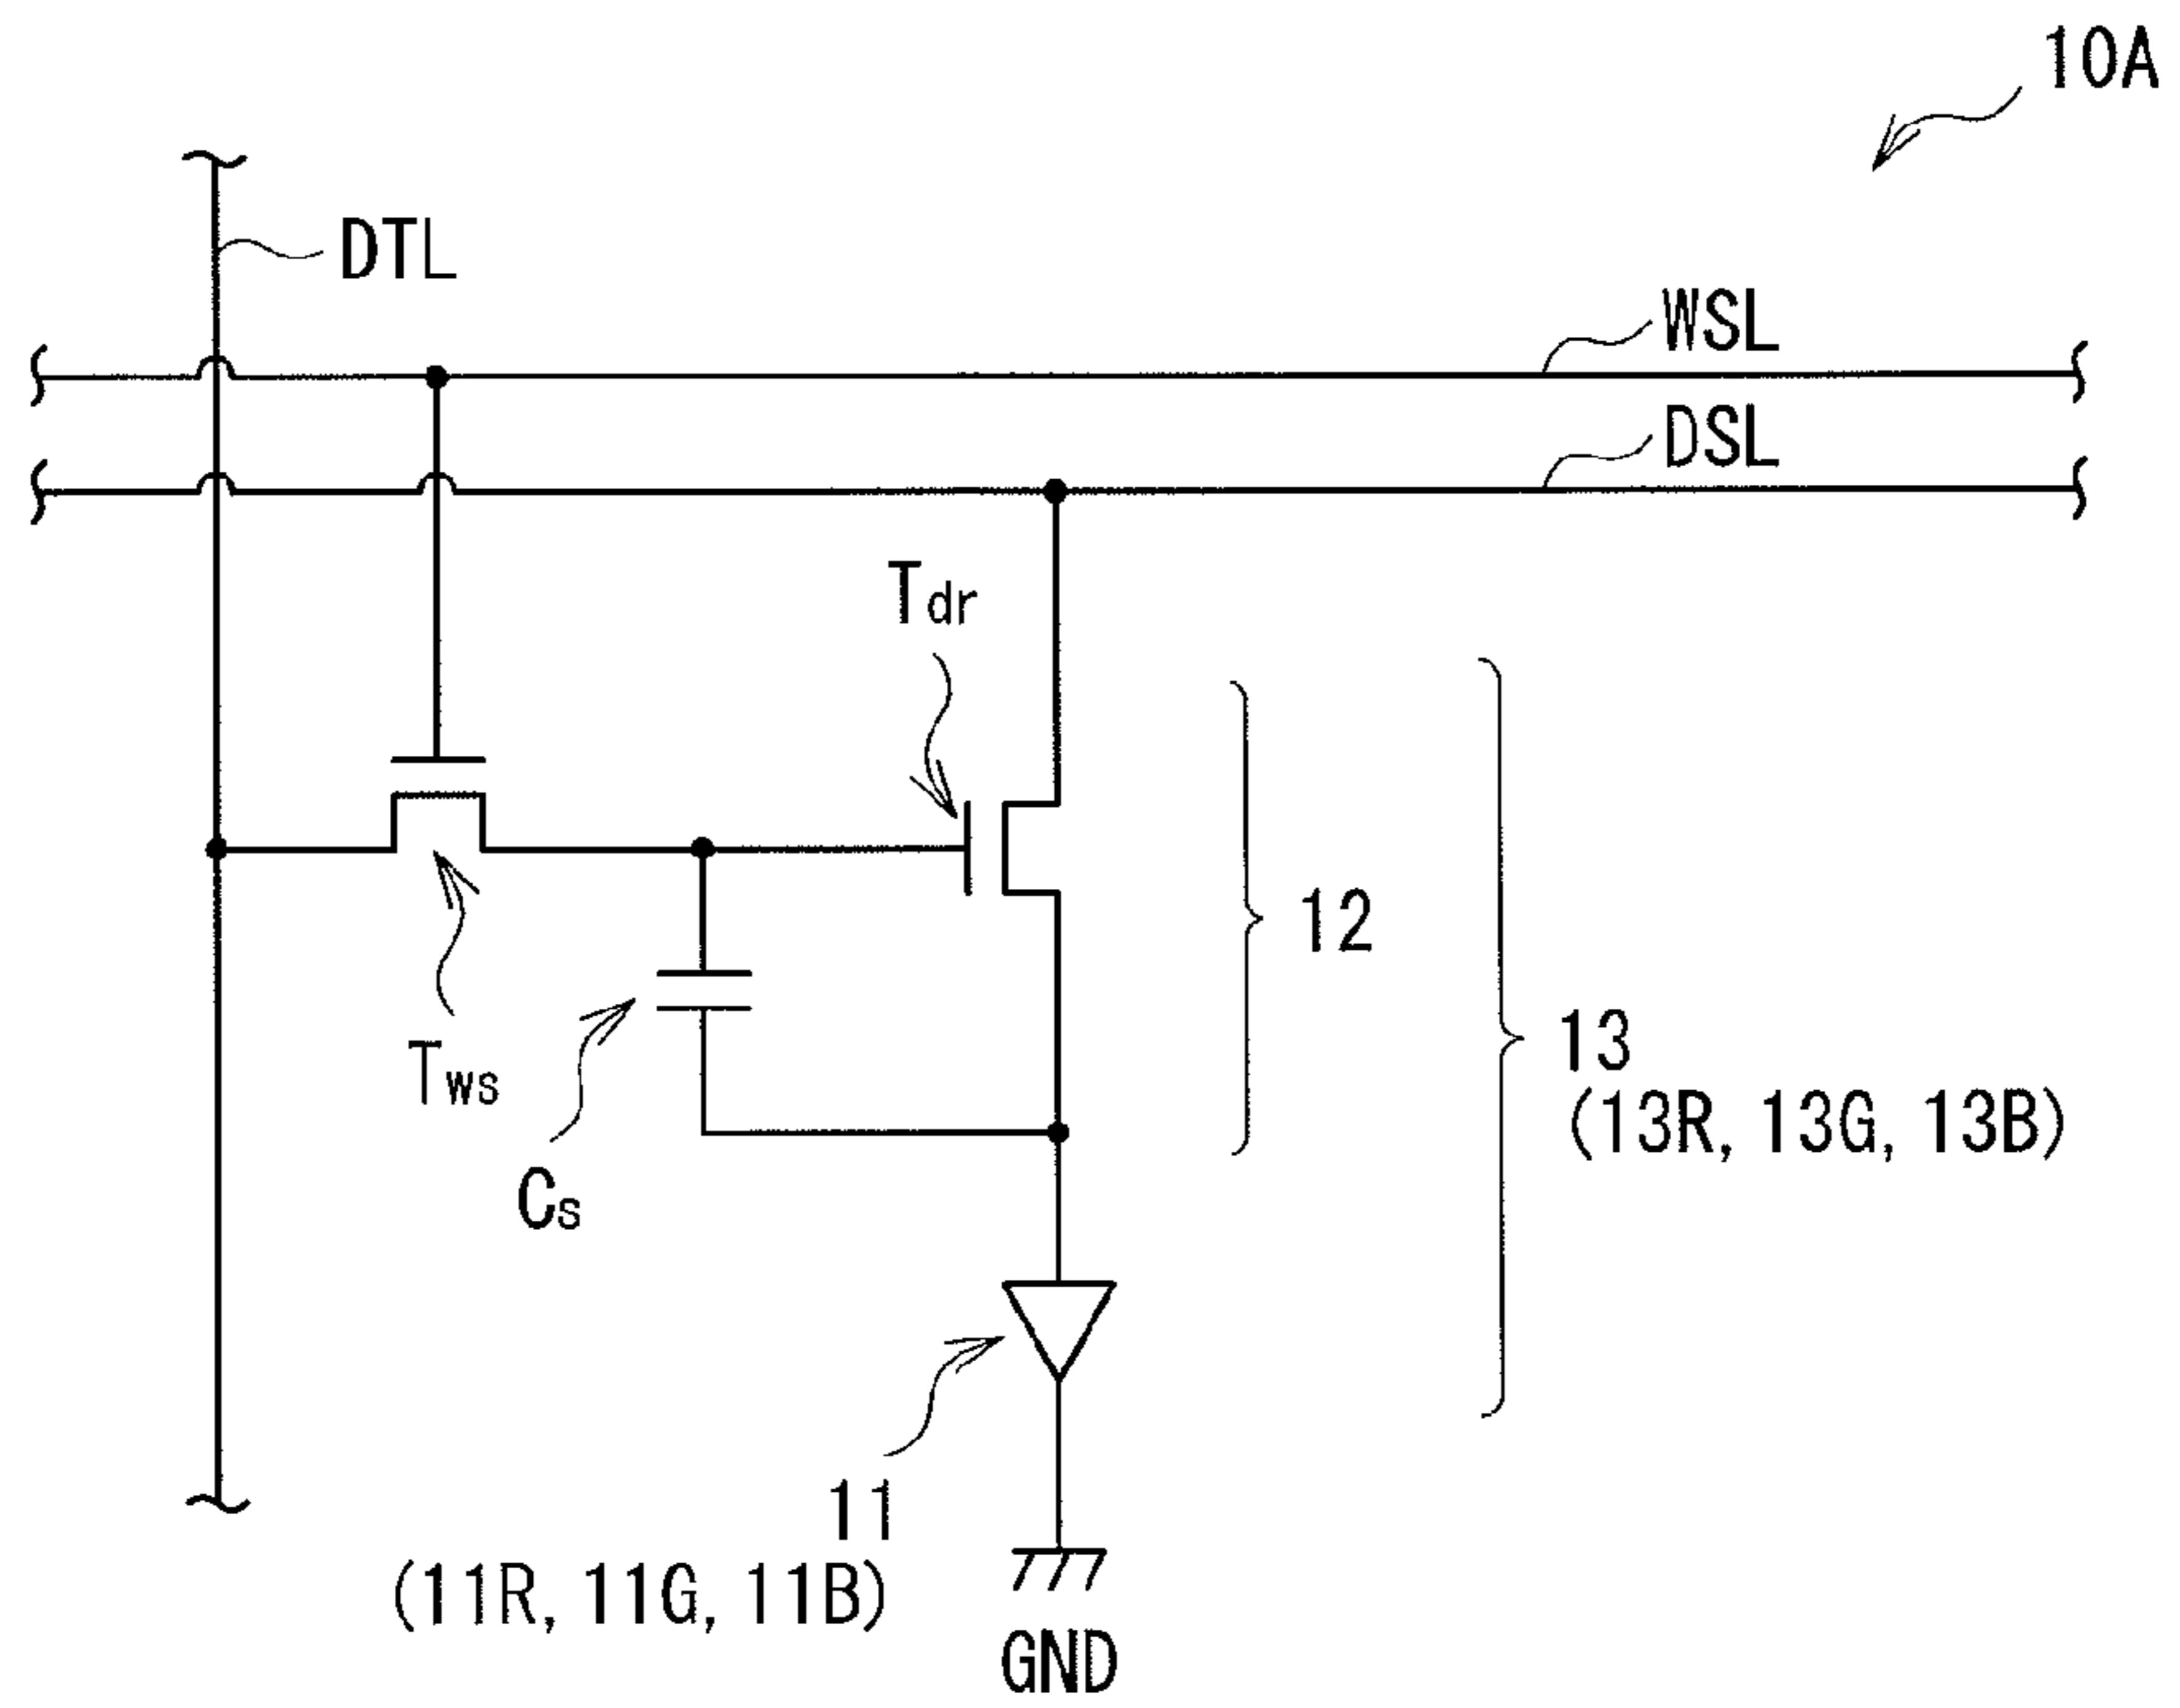 10A
DTL
WSL
DSL
Tdr
12
13
(13R, 13G, 13B)
Tws
Cs
11
(11R, 11G, 11B)
GND